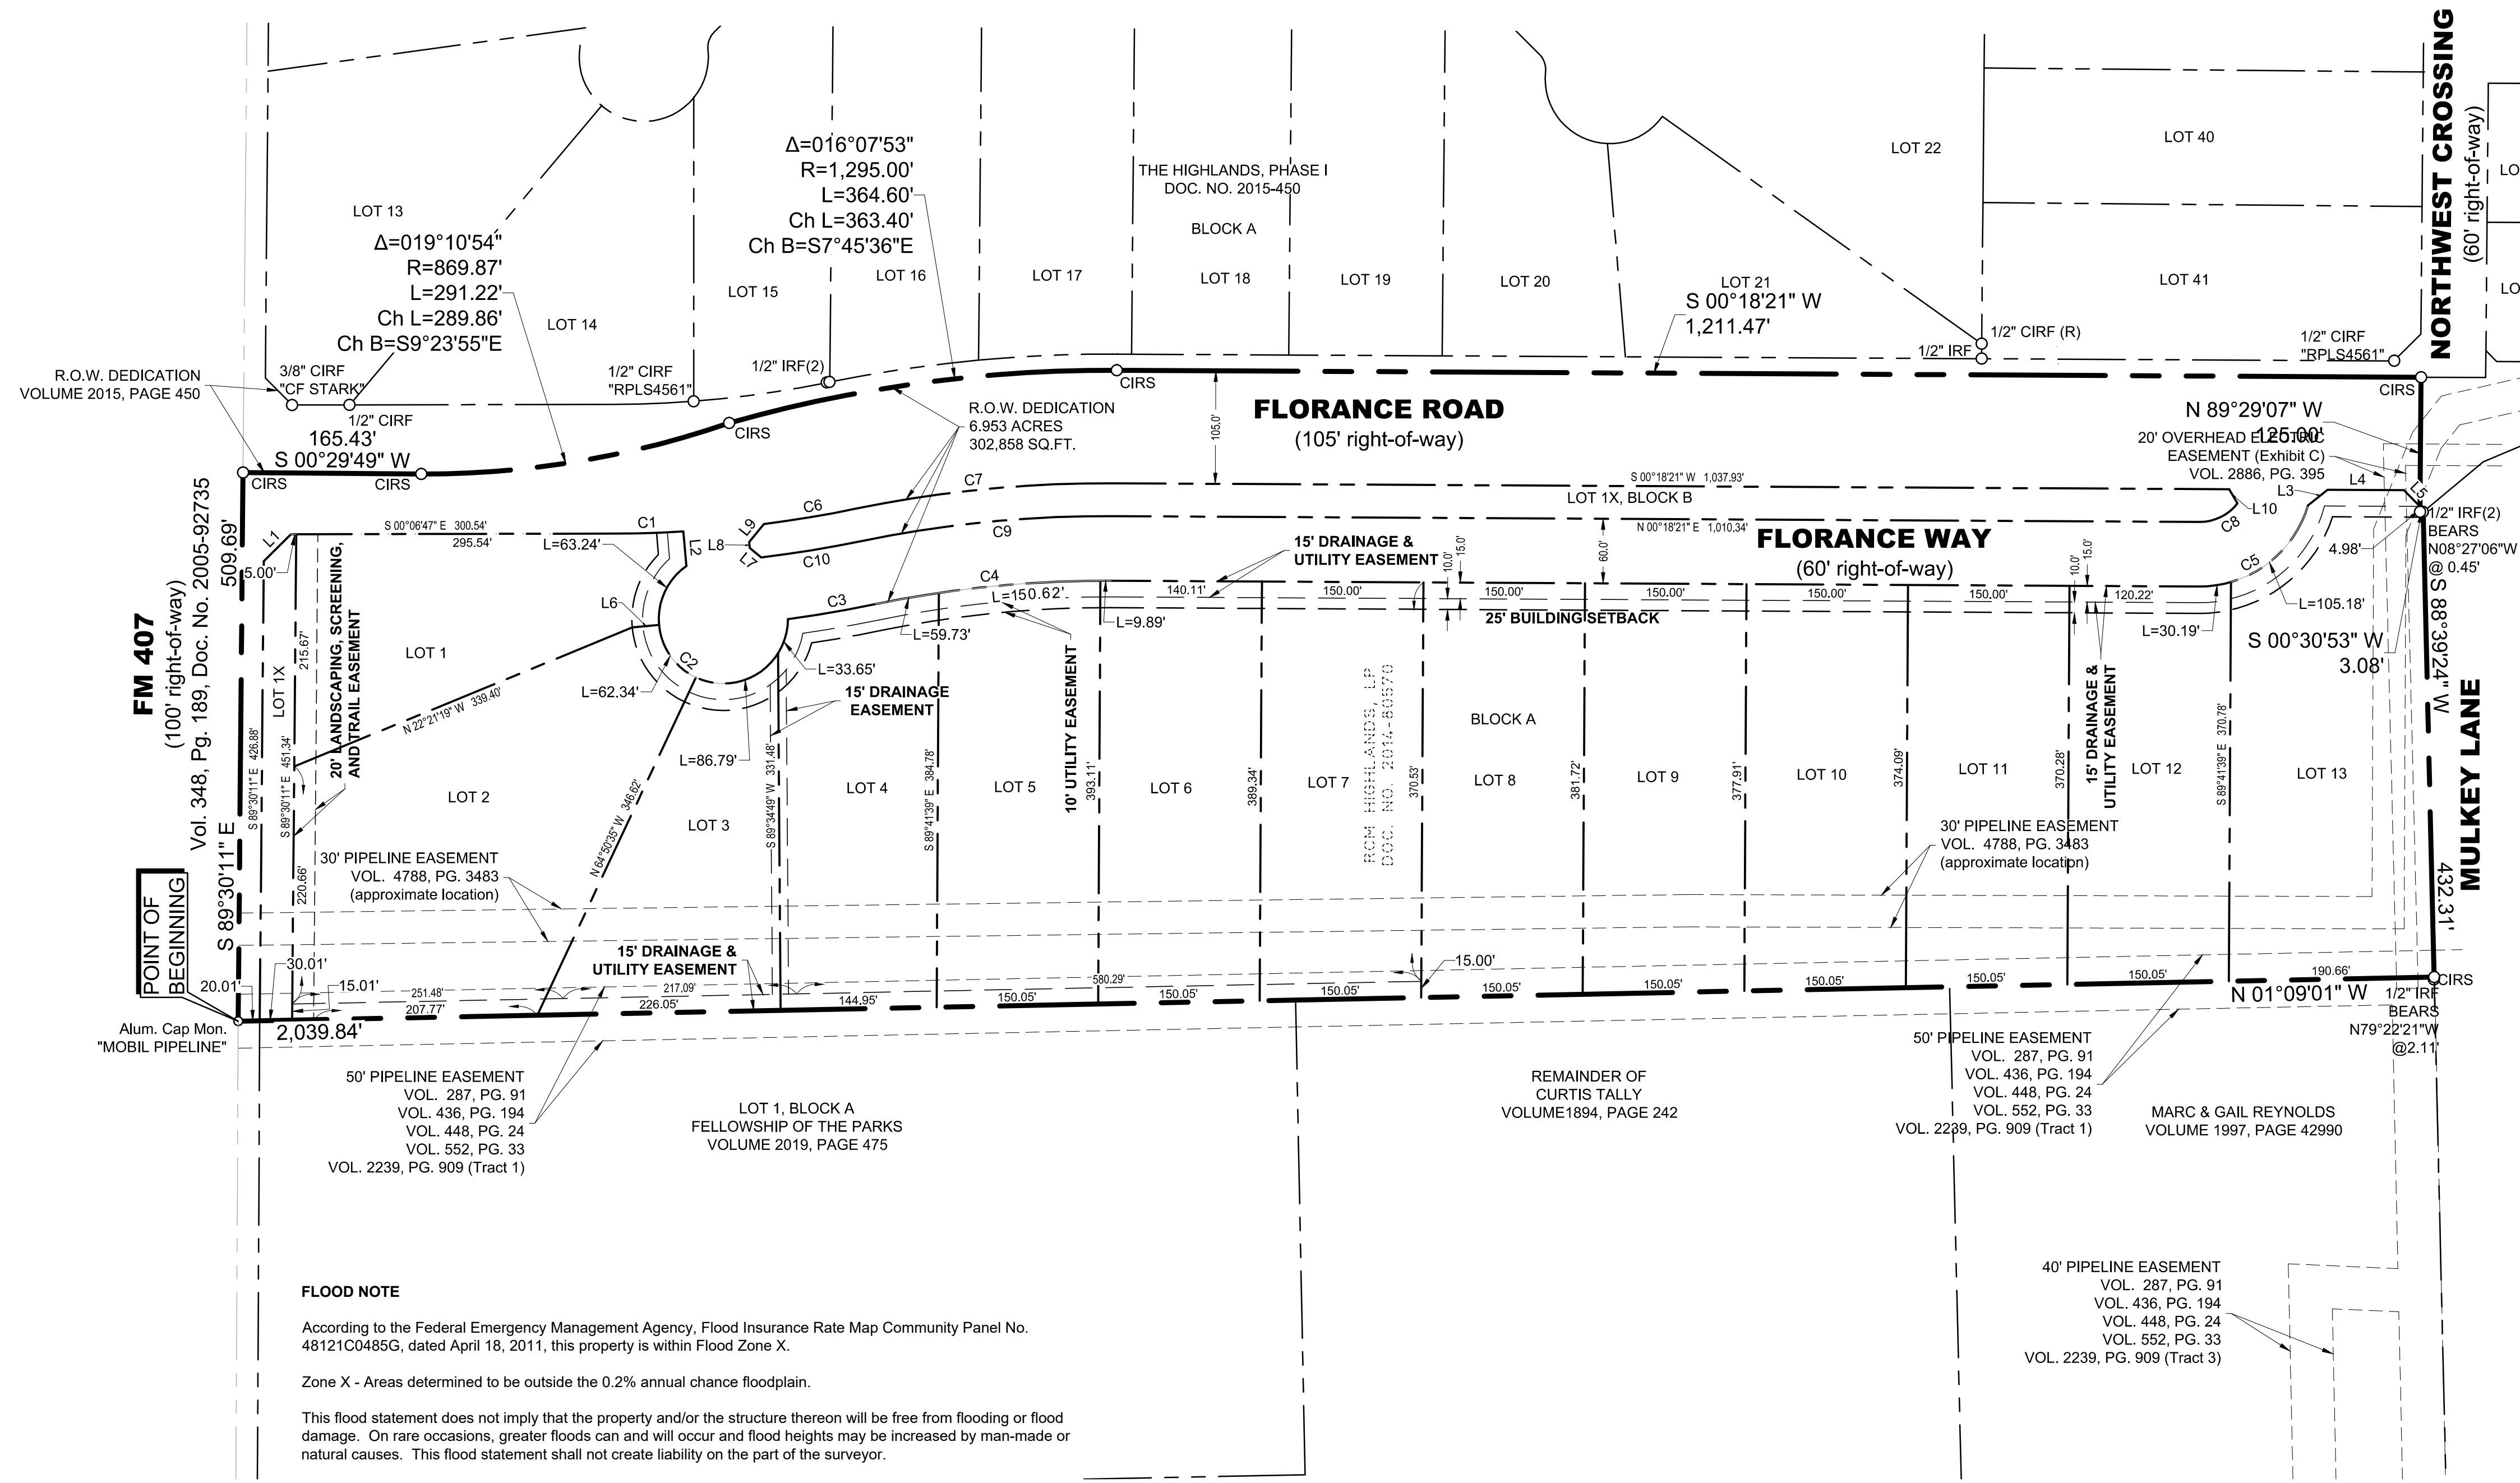 NORTHWEST CROSSING
(60' right-of-way)
LOT 22
LOT 40
LO
LOT 41
LO
Δ=016°07'53"
R=1,295.00'
L=364.60'
Ch L=363.40'
Ch B=S7°45'36"E
THE HIGHLANDS, PHASE I
DOC. NO. 2015-450
BLOCK A
LOT 13
Δ=019°10'54"
R=869.87'
L=291.22'
Ch L=289.86'
Ch B=S9°23'55"E
LOT 14
LOT 15
LOT 16
LOT 17
LOT 18
LOT 19
LOT 20
LOT 21
S 00°18'21" W
1,211.47'
1/2" CIRF (R)
1/2" IRF
1/2" CIRF
"RPLS4561"
R.O.W. DEDICATION
VOLUME 2015, PAGE 450
3/8" CIRF
"CF STARK"
1/2" CIRF
1/2" CIRF
"RPLS4561"
1/2" IRF(2)
165.43'
S 00°29'49" W
CIRS
CIRS
CIRS
CIRS
CIRS
R.O.W. DEDICATION
6.953 ACRES
302,858 SQ.FT.
105.0'
FLORANCE ROAD
(105' right-of-way)
N 89°29'07" W
125.00'
20' OVERHEAD ELECTRIC
EASEMENT (Exhibit C)
VOL. 2886, PG. 395
FM 407
(100' right-of-way)
Vol. 348, Pg. 189, Doc. No. 2005-92735
509.69'
S 89°30'11" E
L1
S 00°06'47" E 300.54'
295.54'
C1
L2
5.00'
L=63.24'
L8
L9
L7
C6
C7
C10
C9
S 00°18'21" W 1,037.93'
LOT 1X, BLOCK B
N 00°18'21" E 1,010.34'
L3
L4
L5
L10
C8
C5
1/2" IRF(2)
BEARS
N08°27'06"W
@ 0.45'
4.98'
FLORANCE WAY
(60' right-of-way)
60.0'
15' DRAINAGE &
UTILITY EASEMENT
10.0'
15.0'
10.0'
15.0'
C3
C4
L=150.62'
140.11'
150.00'
150.00'
150.00'
150.00'
150.00'
120.22'
25' BUILDING SETBACK
L=9.89'
L=59.73'
L=33.65'
L=105.18'
L=30.19'
S 00°30'53" W
3.08'
S 88°39'24" W
432.31'
MULKEY LANE
L6
C2
L=62.34'
L=86.79'
LOT 1X
215.67'
20' LANDSCAPING, SCREENING,
AND TRAIL EASEMENT
LOT 1
N 22°21'19" W 339.40'
S 89°30'11" E 426.88'
S 89°30'11" E 451.34'
220.66'
15' DRAINAGE
EASEMENT
10' UTILITY EASEMENT
RCM HIGHLANDS, LP
DOC. NO. 2014-80570
BLOCK A
15' DRAINAGE &
UTILITY EASEMENT
LOT 2
LOT 3
LOT 4
LOT 5
LOT 6
LOT 7
LOT 8
LOT 9
LOT 10
LOT 11
LOT 12
LOT 13
N 64°50'35" W 346.62'
S 89°34'49" W 331.48'
S 89°41'39" E 384.78'
393.11'
389.34'
370.53'
381.72'
377.91'
374.09'
370.28'
S 89°41'39" E 370.78'
30' PIPELINE EASEMENT
VOL. 4788, PG. 3483
(approximate location)
30' PIPELINE EASEMENT
VOL. 4788, PG. 3483
(approximate location)
POINT OF
BEGINNING
15' DRAINAGE &
UTILITY EASEMENT
20.01'
30.01'
15.01'
251.48'
207.77'
217.09'
226.05'
144.95'
580.29'
150.05'
150.05'
150.05'
15.00'
150.05'
150.05'
150.05'
150.05'
150.05'
190.66'
CIRS
N 01°09'01" W
2,039.84'
Alum. Cap Mon.
"MOBIL PIPELINE"
1/2" IRF
BEARS
N79°22'21"W
@2.11'
50' PIPELINE EASEMENT
VOL. 287, PG. 91
VOL. 436, PG. 194
VOL. 448, PG. 24
VOL. 552, PG. 33
VOL. 2239, PG. 909 (Tract 1)
LOT 1, BLOCK A
FELLOWSHIP OF THE PARKS
VOLUME 2019, PAGE 475
REMAINDER OF
CURTIS TALLY
VOLUME1894, PAGE 242
50' PIPELINE EASEMENT
VOL. 287, PG. 91
VOL. 436, PG. 194
VOL. 448, PG. 24
VOL. 552, PG. 33
VOL. 2239, PG. 909 (Tract 1)
MARC & GAIL REYNOLDS
VOLUME 1997, PAGE 42990
40' PIPELINE EASEMENT
VOL. 287, PG. 91
VOL. 436, PG. 194
VOL. 448, PG. 24
VOL. 552, PG. 33
VOL. 2239, PG. 909 (Tract 3)
FLOOD NOTE
According to the Federal Emergency Management Agency, Flood Insurance Rate Map Community Panel No.
48121C0485G, dated April 18, 2011, this property is within Flood Zone X.
Zone X - Areas determined to be outside the 0.2% annual chance floodplain.
This flood statement does not imply that the property and/or the structure thereon will be free from flooding or flood
damage. On rare occasions, greater floods can and will occur and flood heights may be increased by man-made or
natural causes. This flood statement shall not create liability on the part of the surveyor.